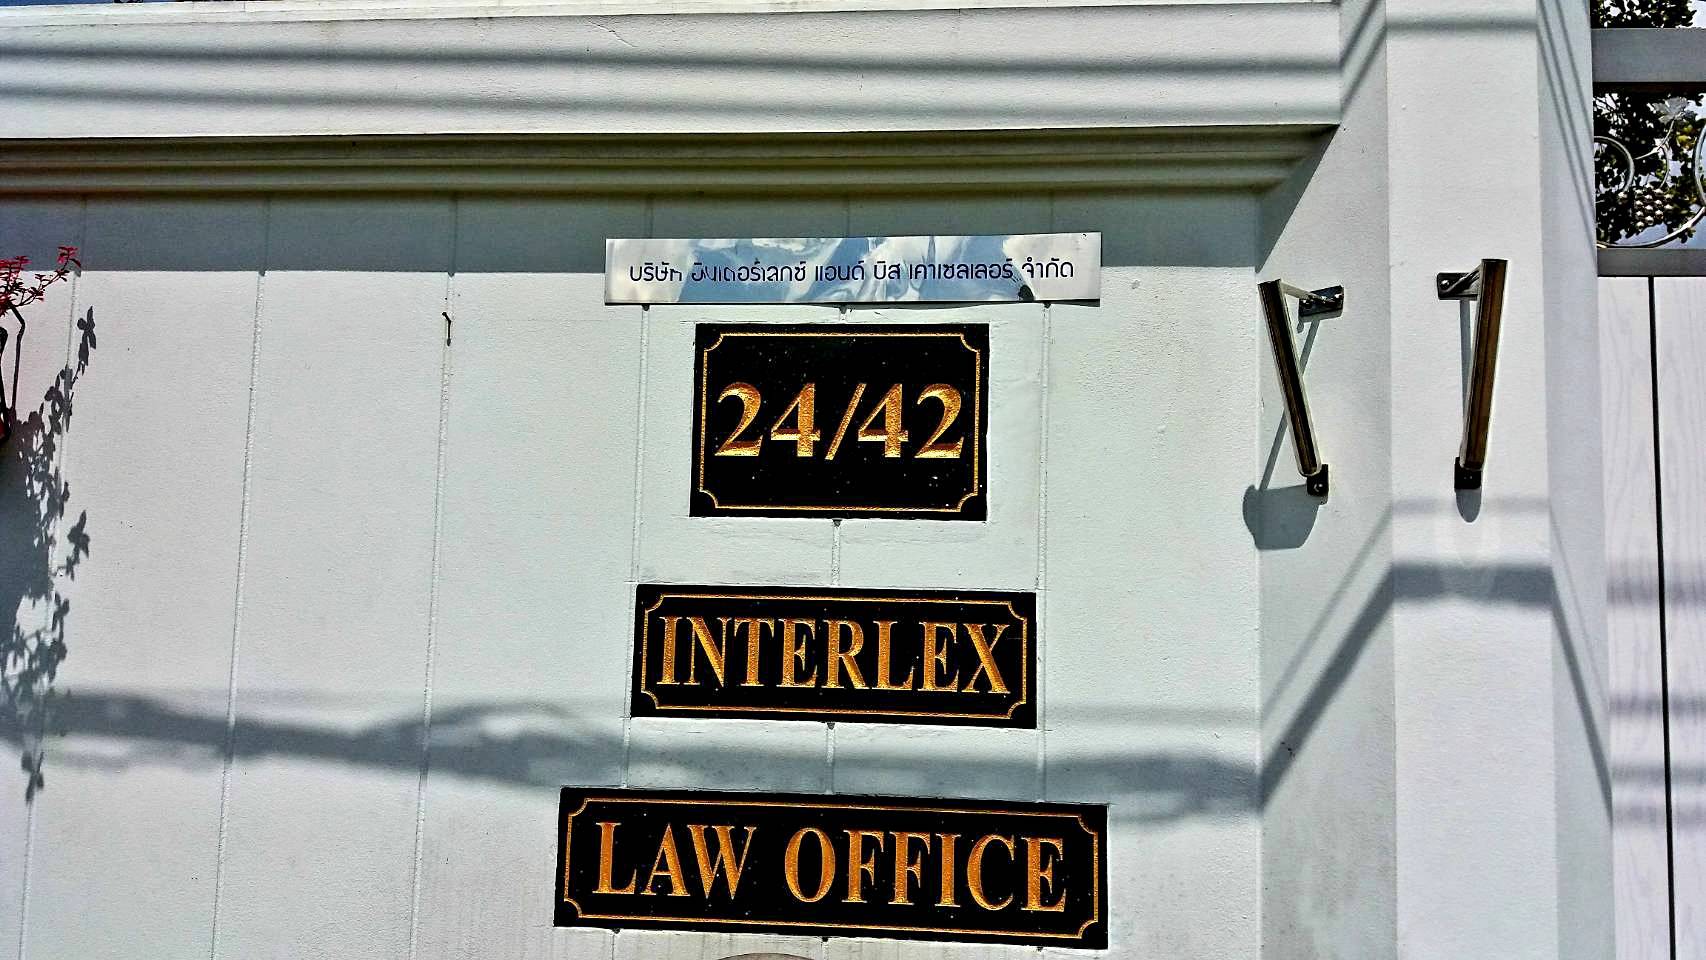 บริษัท อินเตอร์เลกซ์ แอนด์ บิส เคาเซลเลอร์ จำกัด
24/42
INTERLEX
LAW OFFICE